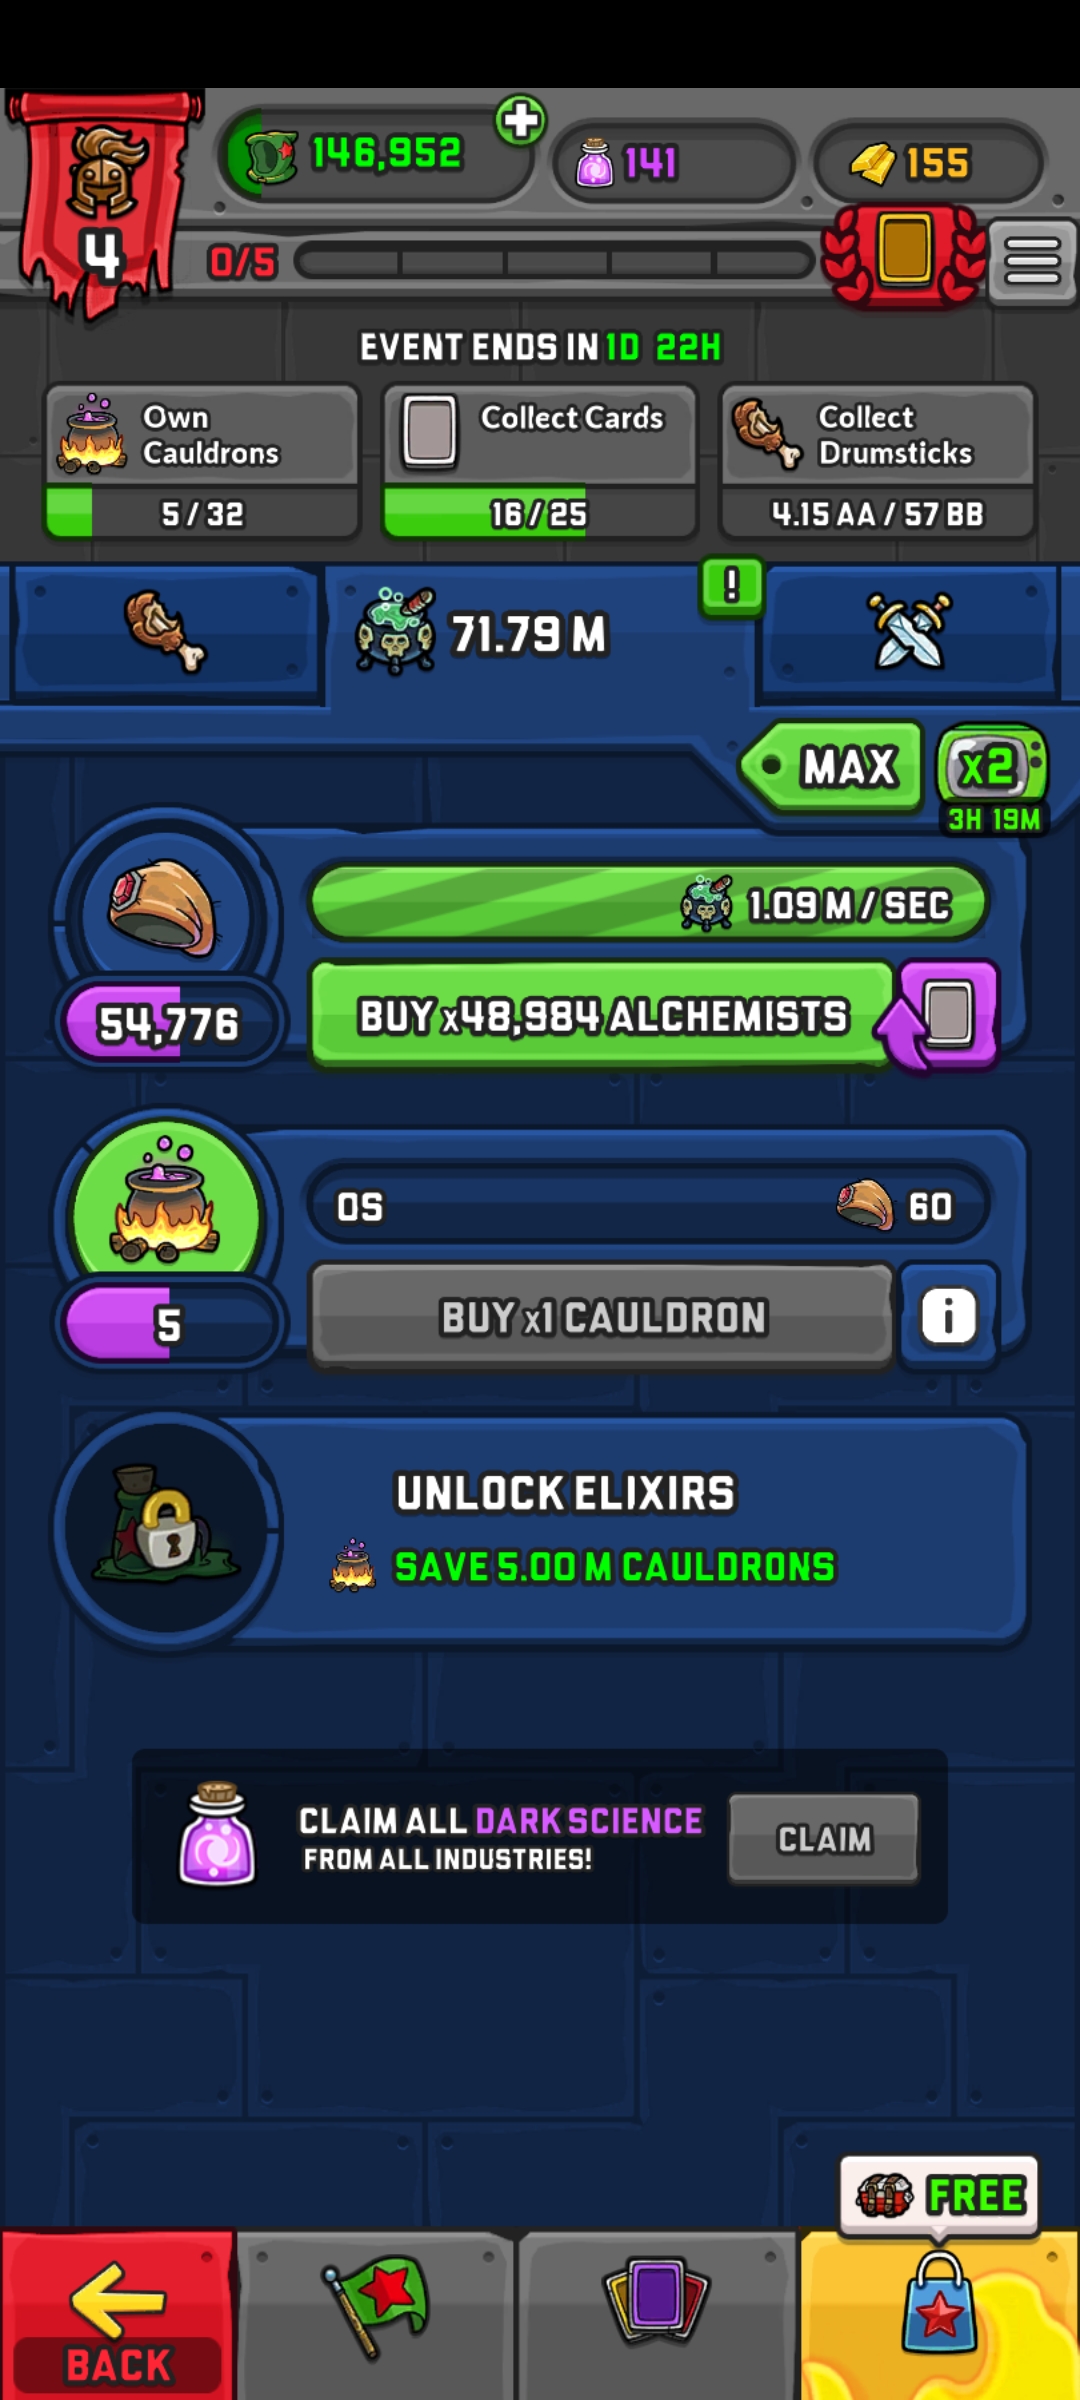 146,952
141
155
4
0/5
EVENT ENDS IN 1D 22H
Own
Cauldrons
5 / 32
Collect Cards
16 / 25
Collect
Drumsticks
4.15 AA / 57 BB
71.79 M
!
MAX
x2
3H 19M
1.09 M / SEC
54,776
BUY x48,984 ALCHEMISTS
0S
60
5
BUY x1 CAULDRON
i
UNLOCK ELIXIRS
SAVE 5.00 M CAULDRONS
CLAIM ALL DARK SCIENCE
FROM ALL INDUSTRIES!
CLAIM
FREE
BACK